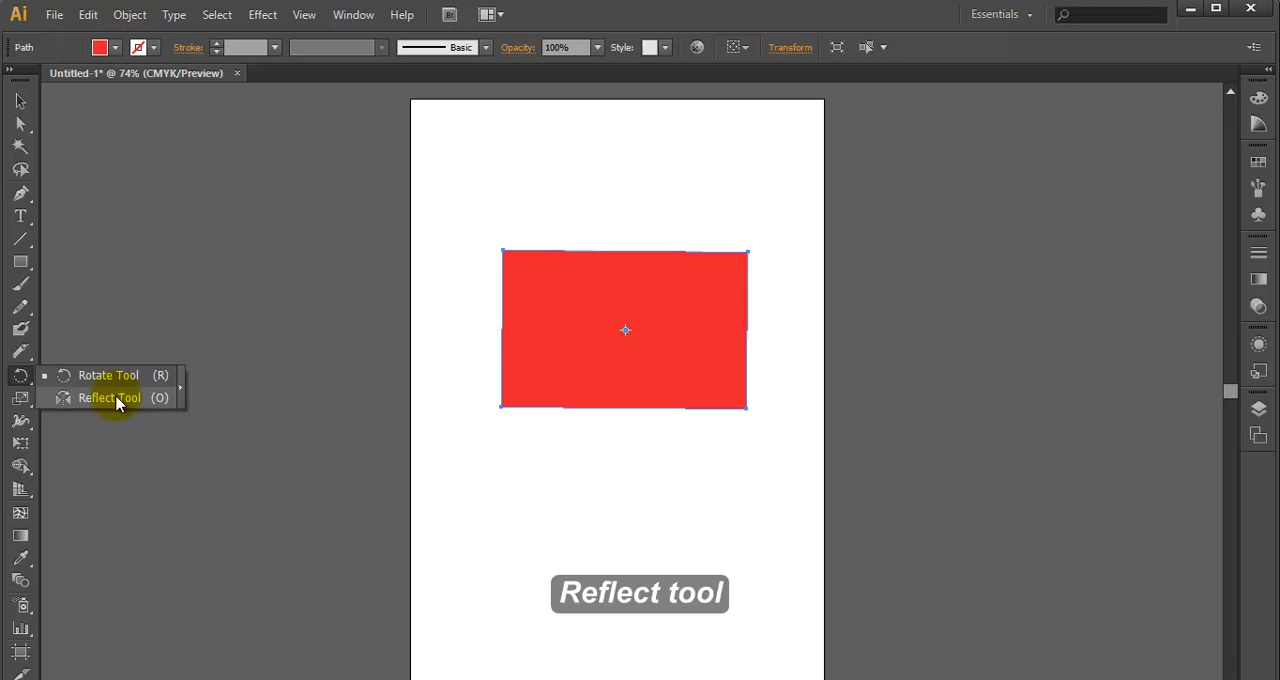 Ai File Edit Object Type Select Effect View Window Help Br Essentials
Path Stroke: Basic Opacity: 100% Style: Transform
Untitled-1* @ 74% (CMYK/Preview) ×
T
Rotate Tool (R)
Reflect Tool (O)
Reflect tool